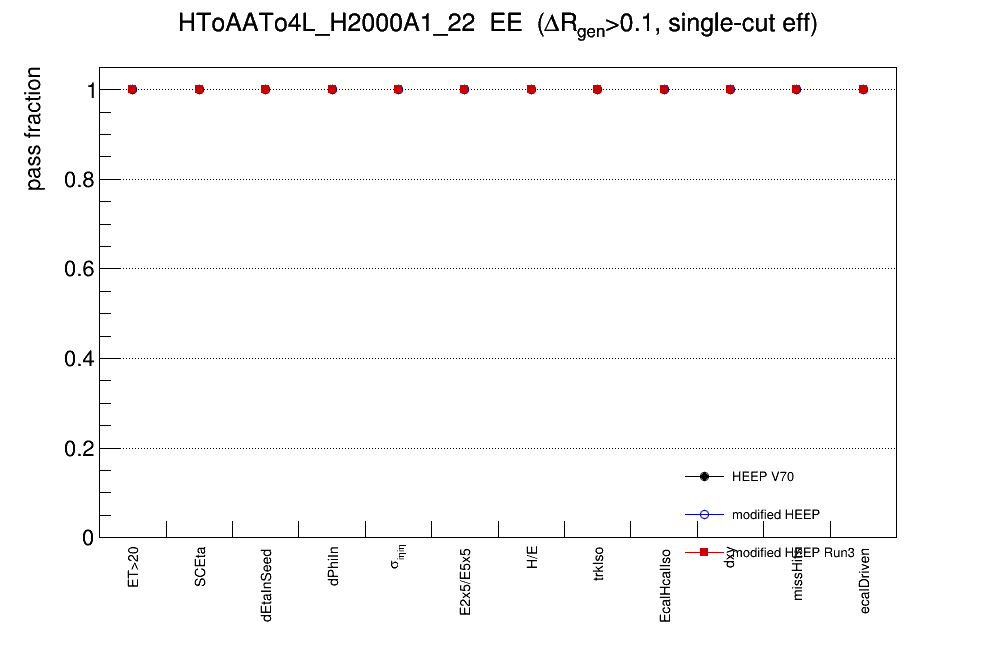 HToAATo4L_H2000A1_22 EE (ΔRgen>0.1, single-cut eff)
pass fraction
1
0.8
0.6
0.4
0.2
0
HEEP V70
modified HEEP
modified HEEP Run3
ET>20
SCEta
dEtaInSeed
dPhiIn
σiηiη
E2x5/E5x5
H/E
trkIso
EcalHcalIso
dxy
missHits
ecalDriven